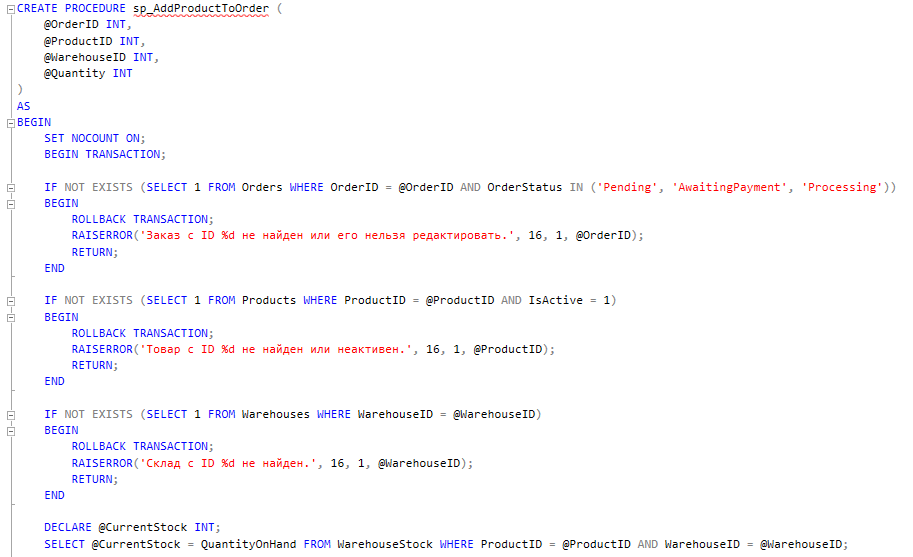 CREATE PROCEDURE sp_AddProductToOrder (
    @OrderID INT,
    @ProductID INT,
    @WarehouseID INT,
    @Quantity INT
)
AS
BEGIN
    SET NOCOUNT ON;
    BEGIN TRANSACTION;

    IF NOT EXISTS (SELECT 1 FROM Orders WHERE OrderID = @OrderID AND OrderStatus IN ('Pending', 'AwaitingPayment', 'Processing'))
    BEGIN
        ROLLBACK TRANSACTION;
        RAISERROR('Заказ с ID %d не найден или его нельзя редактировать.', 16, 1, @OrderID);
        RETURN;
    END

    IF NOT EXISTS (SELECT 1 FROM Products WHERE ProductID = @ProductID AND IsActive = 1)
    BEGIN
        ROLLBACK TRANSACTION;
        RAISERROR('Товар с ID %d не найден или неактивен.', 16, 1, @ProductID);
        RETURN;
    END

    IF NOT EXISTS (SELECT 1 FROM Warehouses WHERE WarehouseID = @WarehouseID)
    BEGIN
        ROLLBACK TRANSACTION;
        RAISERROR('Склад с ID %d не найден.', 16, 1, @WarehouseID);
        RETURN;
    END

    DECLARE @CurrentStock INT;
    SELECT @CurrentStock = QuantityOnHand FROM WarehouseStock WHERE ProductID = @ProductID AND WarehouseID = @WarehouseID;